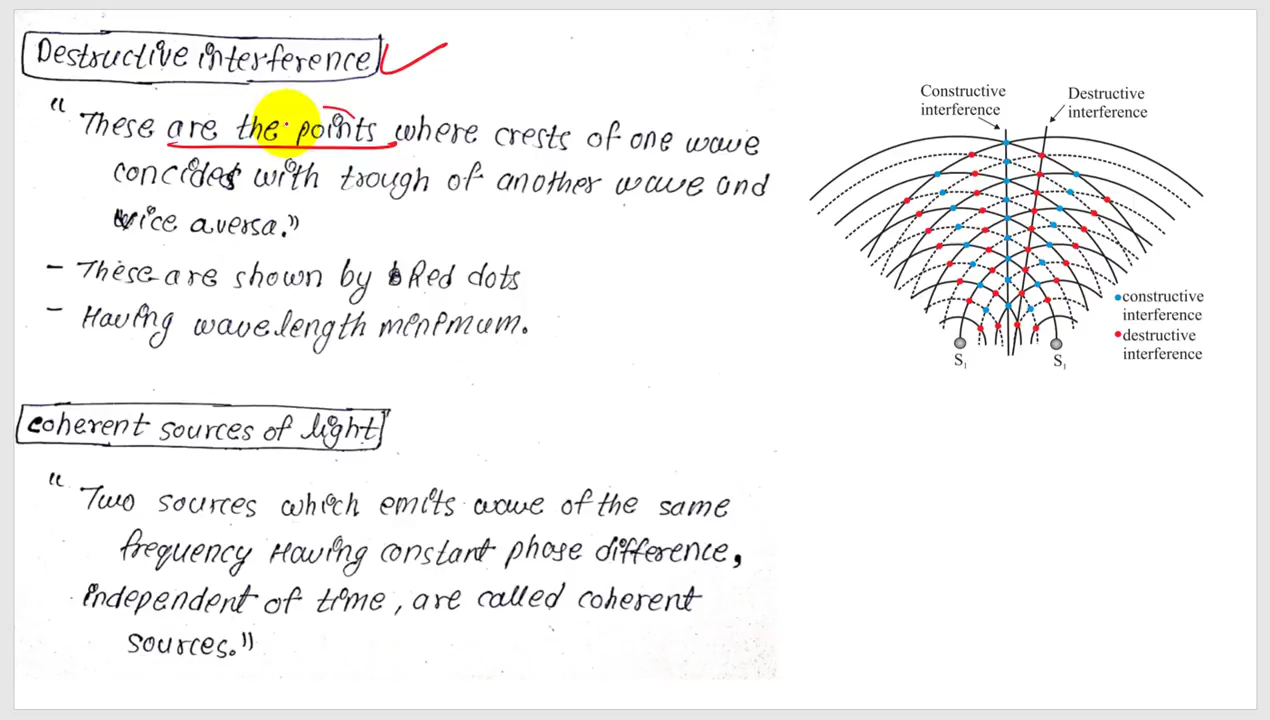 Destructive interference
" These are the points where crests of one wave
concides with trough of another wave and
vice aversa."
- These are shown by Red dots
- Having wavelength minimum.
coherent sources of light
" Two sources which emits wave of the same
frequency Having constant phase difference,
independent of time, are called coherent
sources."
Constructive
interference
Destructive
interference
constructive
interference
destructive
interference
S1
S1